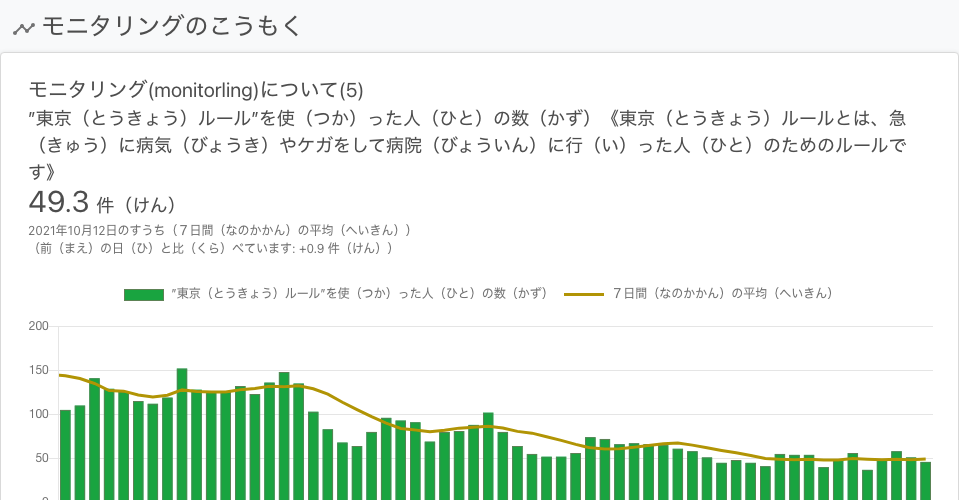 モニタリングのこうもく
モニタリング(monitorling)について(5)
”東京（とうきょう）ルール”を使（つか）った人（ひと）の数（かず）《東京（とうきょう）ルールとは、急
（きゅう）に病気（びょうき）やケガをして病院（びょういん）に行（い）った人（ひと）のためのルールで
す》
49.3 件（けん）
2021年10月12日のすうち（７日間（なのかかん）の平均（へいきん））
（前（まえ）の日（ひ）と比（くら）べています: +0.9 件（けん））
”東京（とうきょう）ルール”を使（つか）った人（ひと）の数（かず） ７日間（なのかかん）の平均（へいきん）
200
150
100
50
0